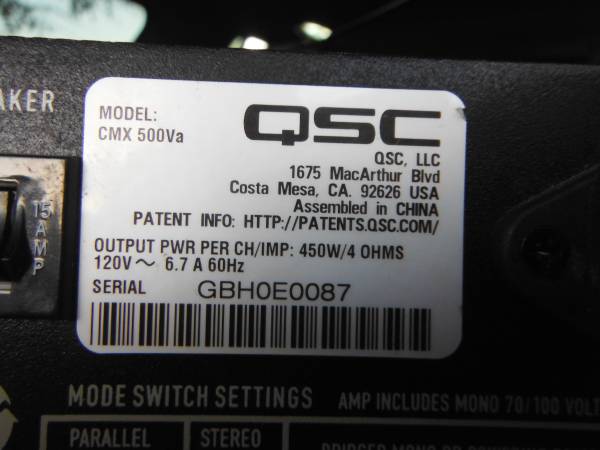 AKER
15
AMP
MODEL:
CMX 500Va
QSC
QSC, LLC
1675 MacArthur Blvd
Costa Mesa, CA. 92626 USA
Assembled in CHINA
PATENT INFO: HTTP://PATENTS.QSC.COM/
OUTPUT PWR PER CH/IMP: 450W/4 OHMS
120V ~ 6.7 A 60Hz
SERIAL GBH0E0087
MODE SWITCH SETTINGS AMP INCLUDES MONO 70/100 VOLT
PARALLEL STEREO